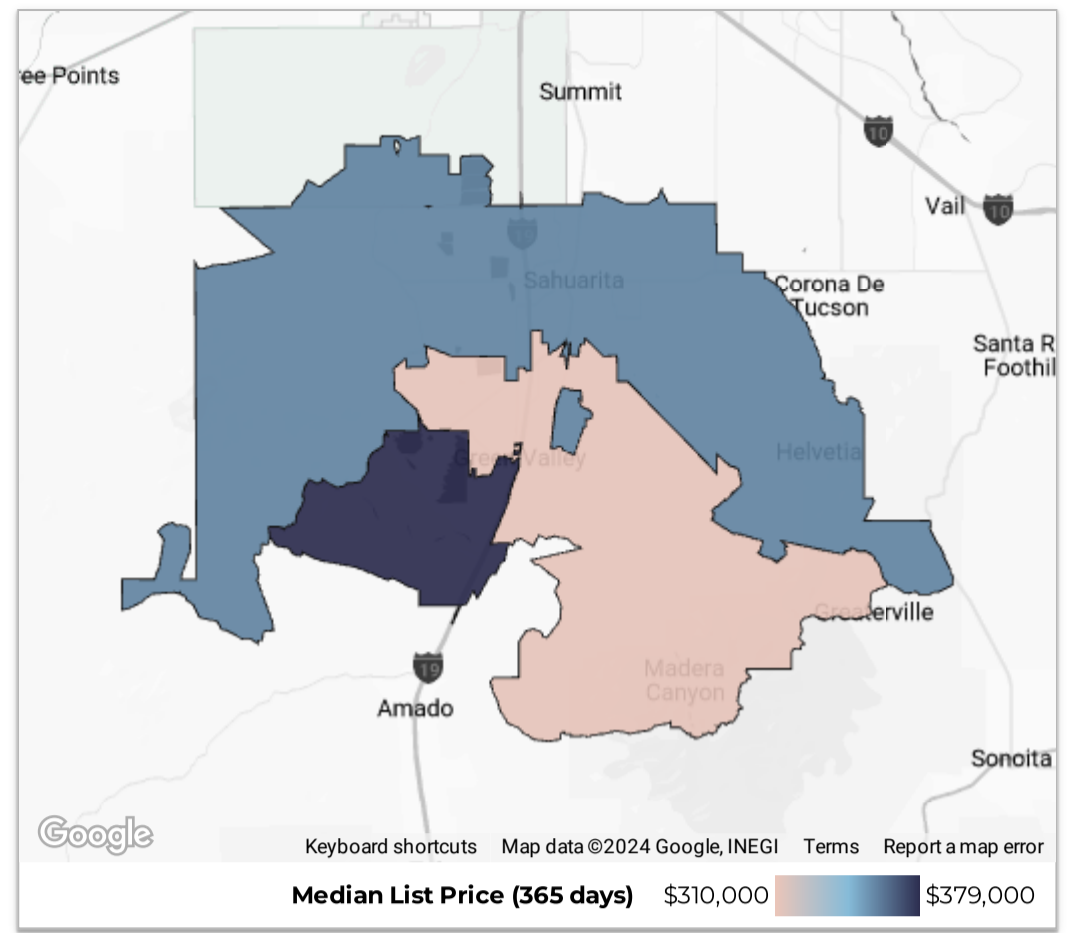 ree Points
Summit
10
Vail
10
19
Sahuarita
Corona De
Tucson
Santa R
Foothil
Helvetia
Green Valley
Greaterville
Madera
Canyon
19
Amado
Sonoita
Google
Keyboard shortcuts
Map data ©2024 Google, INEGI
Terms
Report a map error
Median List Price (365 days)
$310,000
$379,000